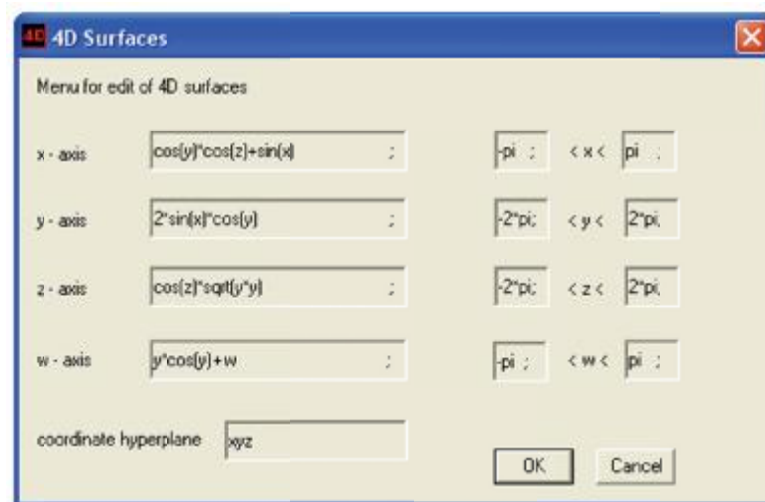 4D 4D Surfaces
Menu for edit of 4D surfaces
x - axis cos(y)*cos(z)+sin(x) ; -pi ; < x < pi ;
y - axis 2*sin(x)*cos(y) ; -2*pi; < y < 2*pi;
z - axis cos(z)*sqrt(y*y) ; -2*pi; < z < 2*pi;
w - axis y*cos(y)+w ; -pi ; < w < pi ;
coordinate hyperplane xyz
OK Cancel